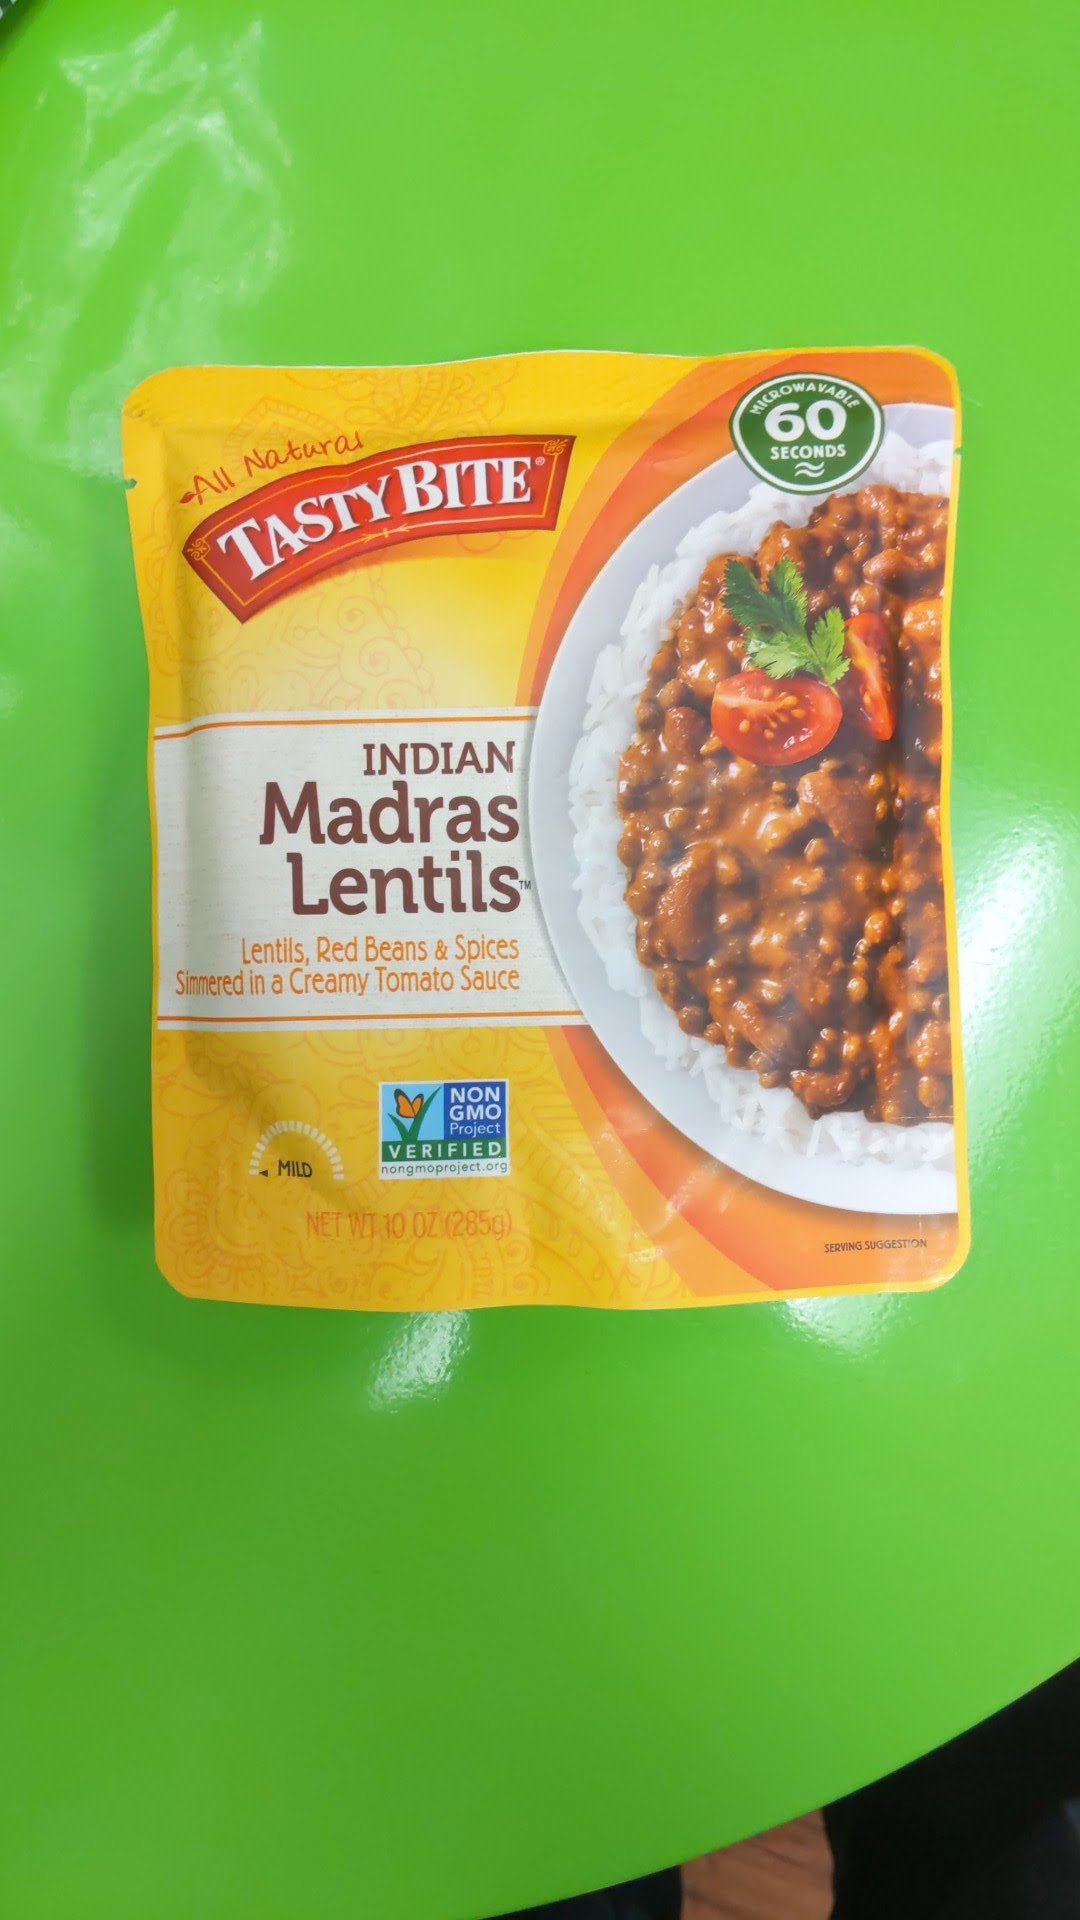 All Natural
TASTY BITE®
MICROWAVABLE
60
SECONDS
INDIAN
Madras
Lentils™
Lentils, Red Beans & Spices
Simmered in a Creamy Tomato Sauce
NON
GMO
Project
VERIFIED
nongmoproject.org
MILD
NET WT 10 OZ (285g)
SERVING SUGGESTION